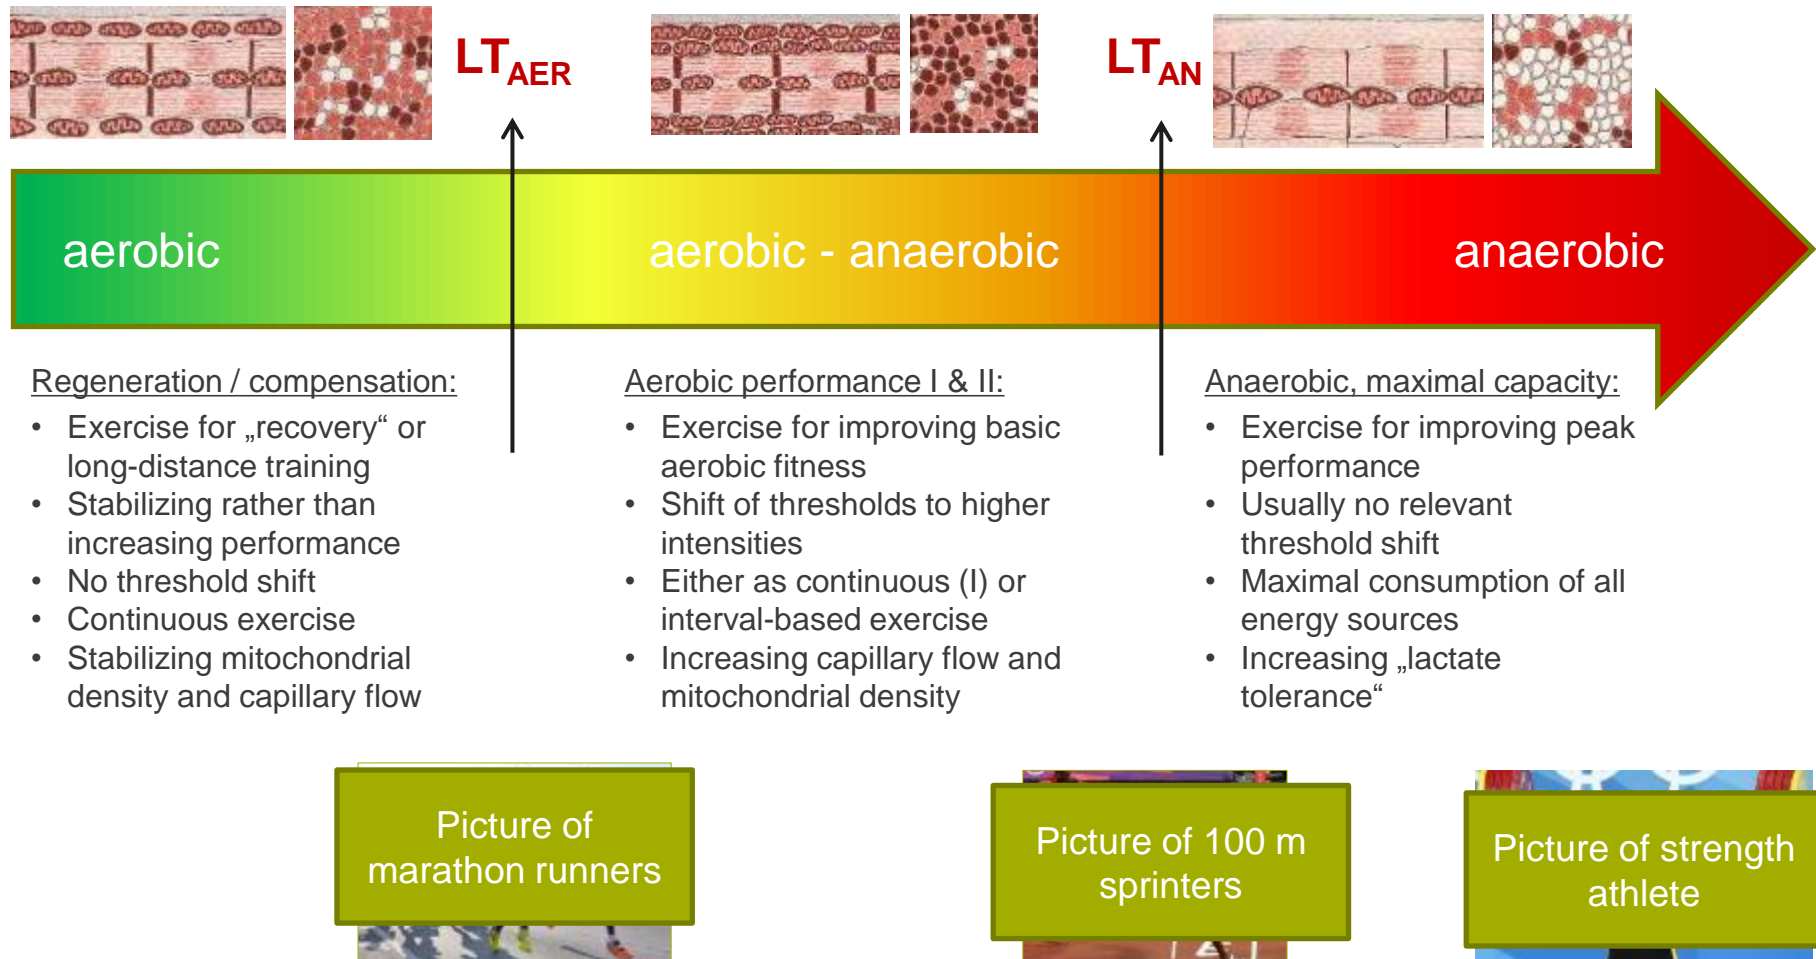 LTAER
LTAN
aerobic
aerobic - anaerobic
anaerobic
Regeneration / compensation:
• Exercise for „recovery“ or
long-distance training
• Stabilizing rather than
increasing performance
• No threshold shift
• Continuous exercise
• Stabilizing mitochondrial
density and capillary flow
Aerobic performance I & II:
• Exercise for improving basic
aerobic fitness
• Shift of thresholds to higher
intensities
• Either as continuous (I) or
interval-based exercise
• Increasing capillary flow and
mitochondrial density
Anaerobic, maximal capacity:
• Exercise for improving peak
performance
• Usually no relevant
threshold shift
• Maximal consumption of all
energy sources
• Increasing „lactate
tolerance“
Picture of
marathon runners
Picture of 100 m
sprinters
Picture of strength
athlete